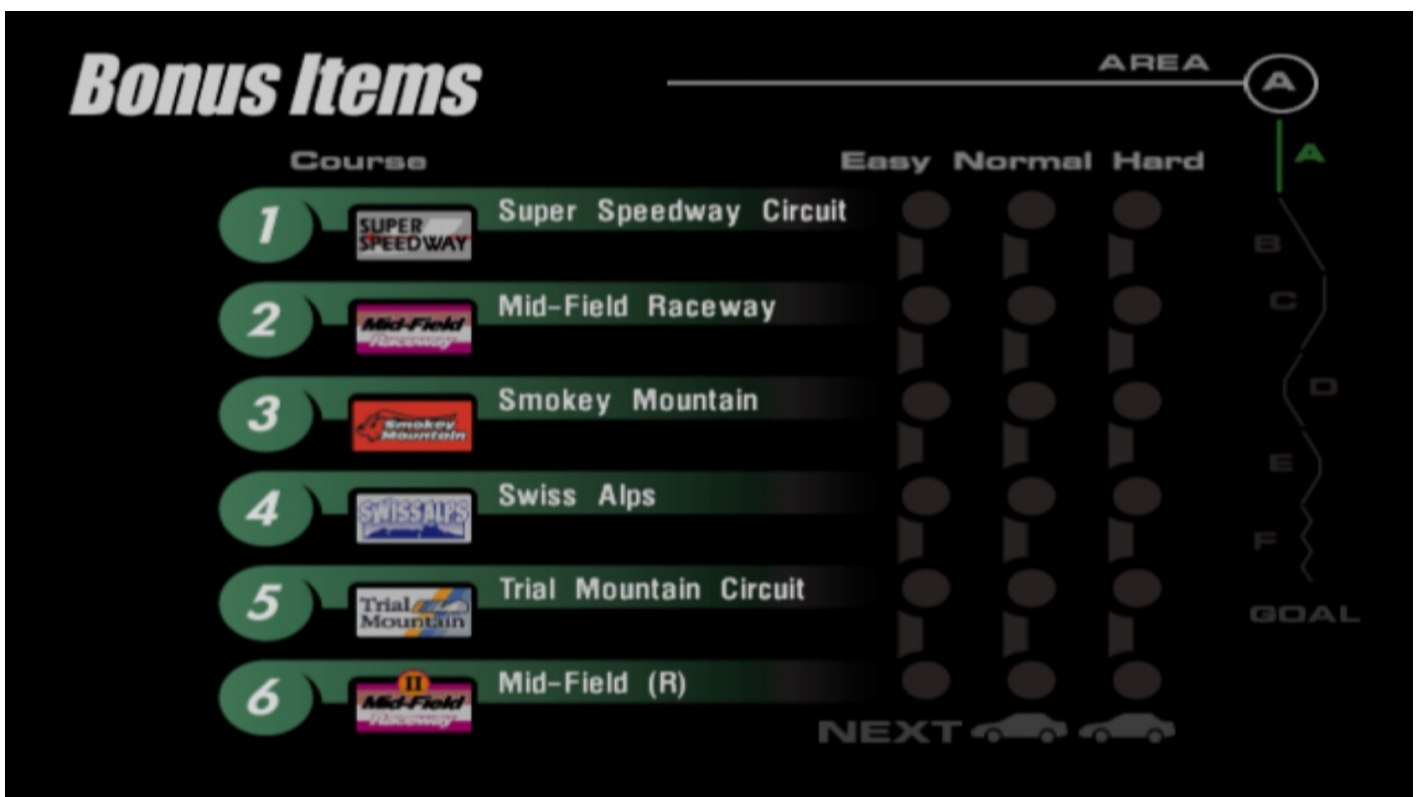 Bonus Items
AREA A
A
Course Easy Normal Hard
1 SUPER SPEEDWAY Super Speedway Circuit
B
C
2 Mid-Field Raceway Mid-Field Raceway
D
3 Smokey Mountain Smokey Mountain
E
4 SWISS ALPS Swiss Alps
F
5 Trial Mountain Trial Mountain Circuit
GOAL
6 II Mid-Field Raceway Mid-Field (R)
NEXT